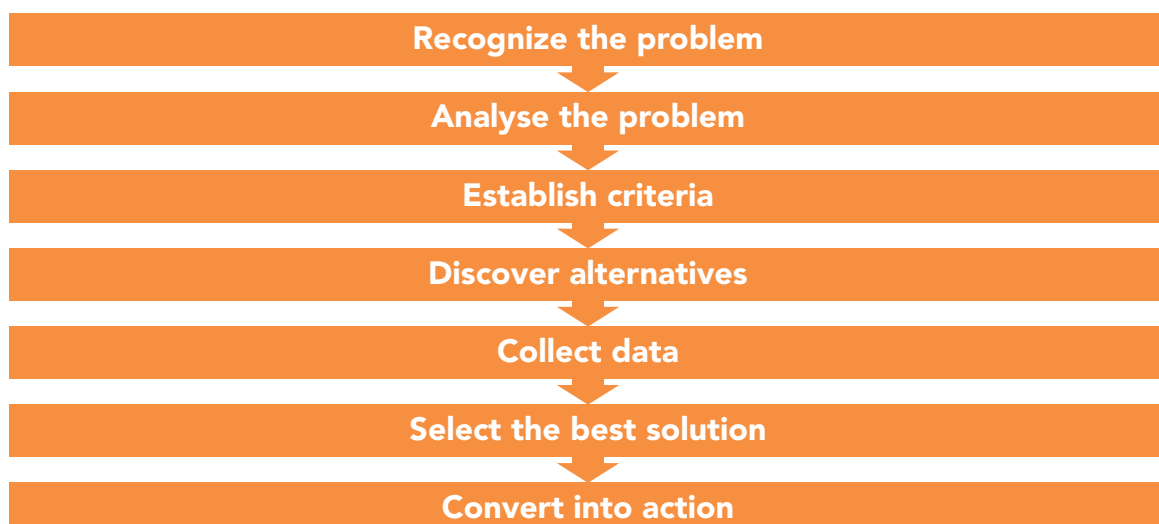 Recognize the problem
Analyse the problem
Establish criteria
Discover alternatives
Collect data
Select the best solution
Convert into action